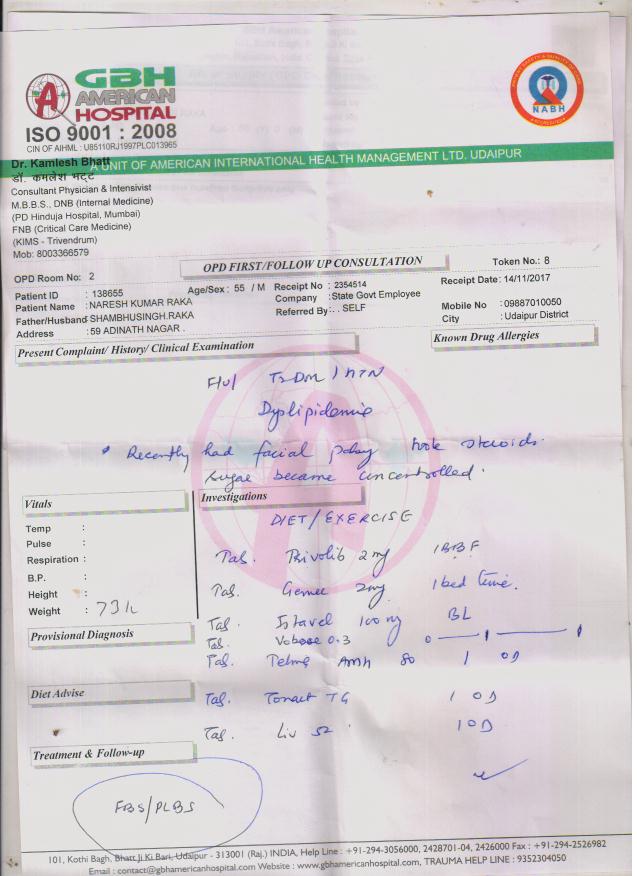 GBH
AMERICAN
HOSPITAL
ISO 9001 : 2008
CIN OF AIHML : U85110RJ1997PLC013965
NABH
A UNIT OF AMERICAN INTERNATIONAL HEALTH MANAGEMENT LTD. UDAIPUR
Dr. Kamlesh Bhatt
डॉ. कमलेश भट्ट
Consultant Physician & Intensivist
M.B.B.S., DNB (Internal Medicine)
(PD Hinduja Hospital, Mumbai)
FNB (Critical Care Medicine)
(KIMS - Trivendrum)
Mob: 8003366579
OPD FIRST/FOLLOW UP CONSULTATION
Token No.: 8
OPD Room No: 2
Patient ID : 138655 Age/Sex: 55 / M Receipt No : 2354514 Receipt Date: 14/11/2017
Patient Name : NARESH KUMAR RAKA Company : State Govt Employee Mobile No : 09887010050
Father/Husband : SHAMBHUSINGH.RAKA Referred By : . . SELF City : Udaipur District
Address : 59 ADINATH NAGAR .
Present Complaint/ History/ Clinical Examination Known Drug Allergies
F/U/ T2DM / HTN
Dyslipidemia
* Recently had facial palsy took steroids.
Sugar became uncontrolled.
Vitals
Investigations
DIET / EXERCISE
Temp :
Pulse :
Respiration :
B.P. :
Height :
Weight : 73 k
Tab. 2 mg 1 BBF
Tab. Gemer 2mg 1 bed time.
Tab. Istavel 100 mg BL
Tab. Vobose 0.3 0 — 1 — 1
Tab. Telma AMH 80 1 OD
Provisional Diagnosis
Diet Advise
Tab. Tonact TG 1 OD
Tab. Liv 52 1 OD
Treatment & Follow-up
FBS/PLBS
101, Kothi Bagh, Bhatt Ji Ki Bari, Udaipur - 313001 (Raj.) INDIA, Help Line : +91-294-3056000, 2428701-04, 2426000 Fax : +91-294-2526982
Email : contact@gbhamericanhospital.com Website : www.gbhamericanhospital.com, TRAUMA HELP LINE : 9352304050